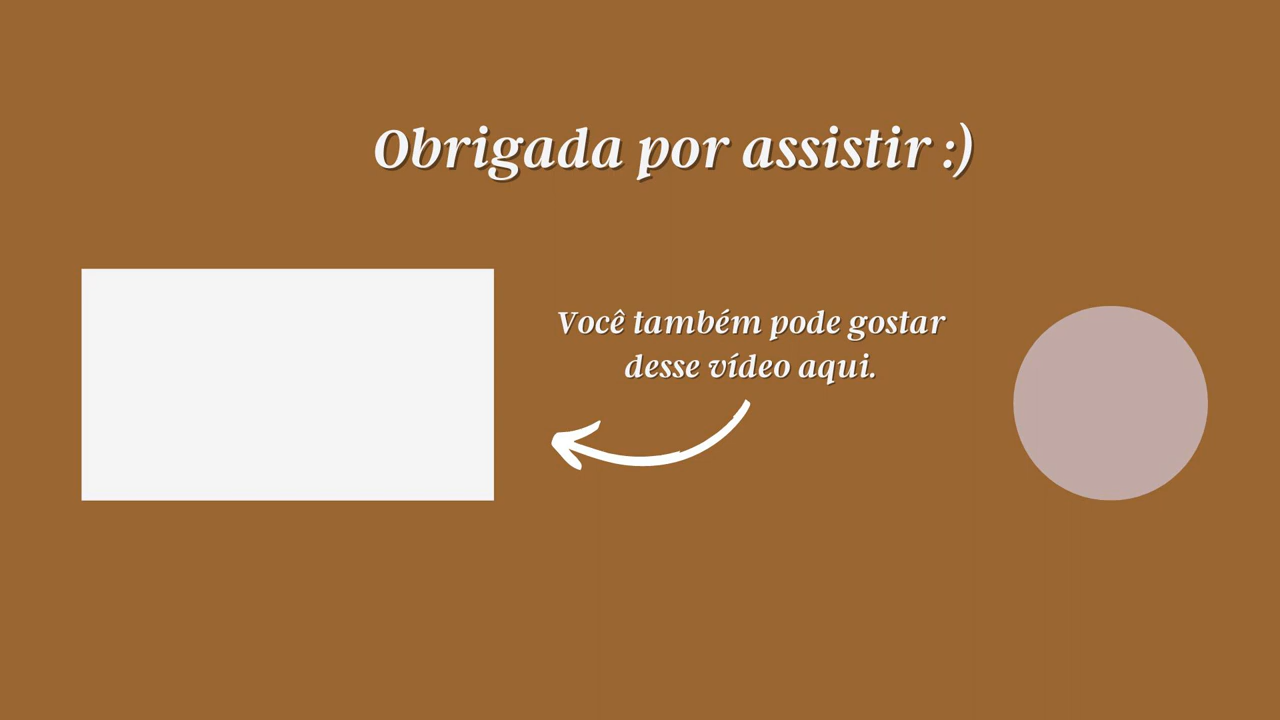 Obrigada por assistir :)
Você também pode gostar
desse vídeo aqui.